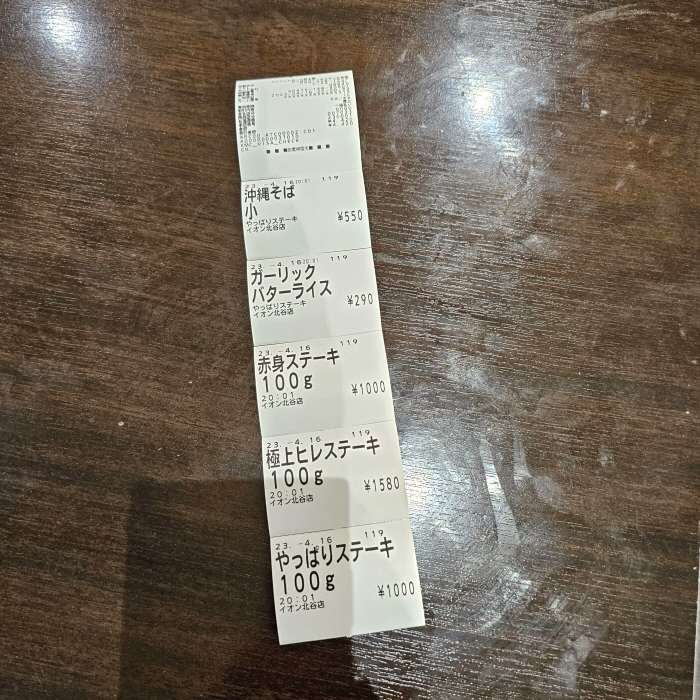 23.-4.16 20:01 119
沖縄そば
小
¥550
やっぱりステーキ
イオン北谷店
23.-4.16 20:01 119
ガーリック
バターライス
¥290
やっぱりステーキ
イオン北谷店
23.-4.16 119
赤身ステーキ
100g
¥1000
20:01
イオン北谷店
23.-4.16 119
極上ヒレステーキ
100g
¥1580
20:01
イオン北谷店
23.-4.16 119
やっぱりステーキ
100g
¥1000
20:01
イオン北谷店